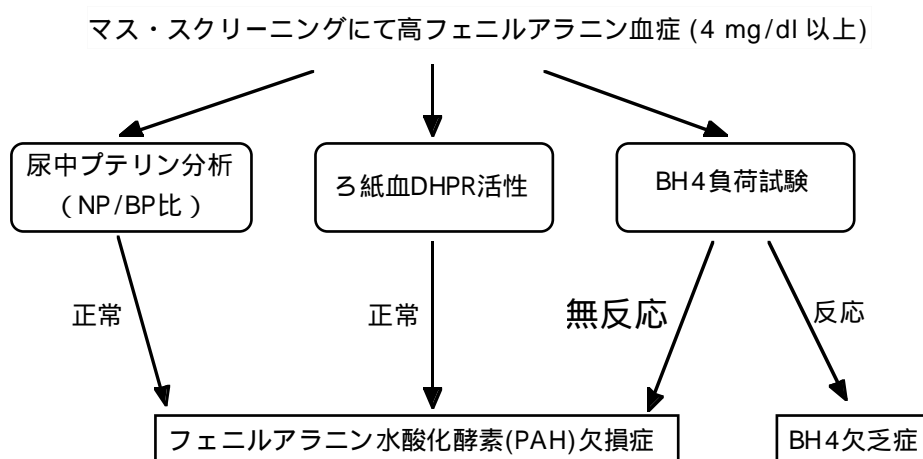 マス・スクリーニングにて高フェニルアラニン血症 (4 mg/dl 以上)
尿中プテリン分析
（NP/BP比）
ろ紙血DHPR活性
BH4負荷試験
正常
正常
無反応
反応
フェニルアラニン水酸化酵素(PAH)欠損症
BH4欠乏症